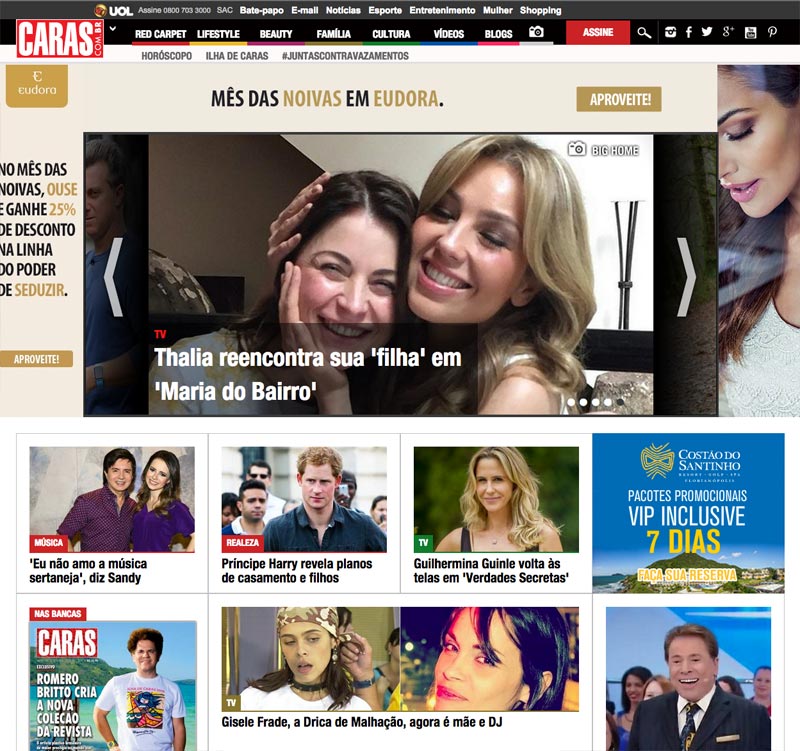 UOL Assine 0800 703 3000 SAC Bate-papo E-mail Notícias Esporte Entretenimento Mulher Shopping
CARAS .COM.BR
RED CARPET LIFESTYLE BEAUTY FAMÍLIA CULTURA VÍDEOS BLOGS ASSINE
HORÓSCOPO ILHA DE CARAS #JUNTASCONTRAVAZAMENTOS
eudora
MÊS DAS NOIVAS EM EUDORA.
APROVEITE!
NO MÊS DAS
NOIVAS, OUSE
E GANHE 25%
DE DESCONTO
NA LINHA
DO PODER
DE SEDUZIR.
APROVEITE!
BIG HOME
TV
Thalia reencontra sua 'filha' em
'Maria do Bairro'
MÚSICA
'Eu não amo a música
sertaneja', diz Sandy
REALEZA
Príncipe Harry revela planos
de casamento e filhos
TV
Guilhermina Guinle volta às
telas em 'Verdades Secretas'
COSTÃO DO
SANTINHO
RESORT · GOLF · SPA
FLORIANÓPOLIS
PACOTES PROMOCIONAIS
VIP INCLUSIVE
7 DIAS
FAÇA SUA RESERVA
NAS BANCAS
CARAS
EXCLUSIVO
ROMERO
BRITTO CRIA
A NOVA
COLEÇÃO
DA REVISTA
TV
Gisele Frade, a Drica de Malhação, agora é mãe e DJ